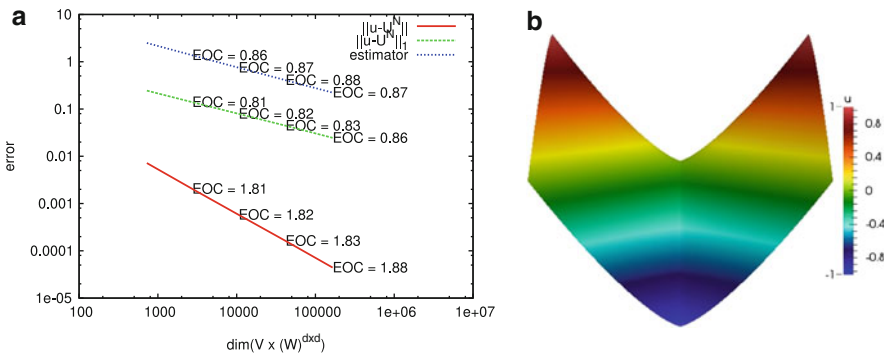 a
b
10
1
0.1
0.01
0.001
0.0001
1e-05
100
1000
10000
100000
1e+06
1e+07
error
dim(V x (W)^dxd)
||u-U^N||
||u-U^N||_1
estimator
EOC = 0.86
EOC = 0.87
EOC = 0.88
EOC = 0.87
EOC = 0.81
EOC = 0.82
EOC = 0.83
EOC = 0.86
EOC = 1.81
EOC = 1.82
EOC = 1.83
EOC = 1.88
u
1
0.8
0.4
0
-0.4
-0.8
-1